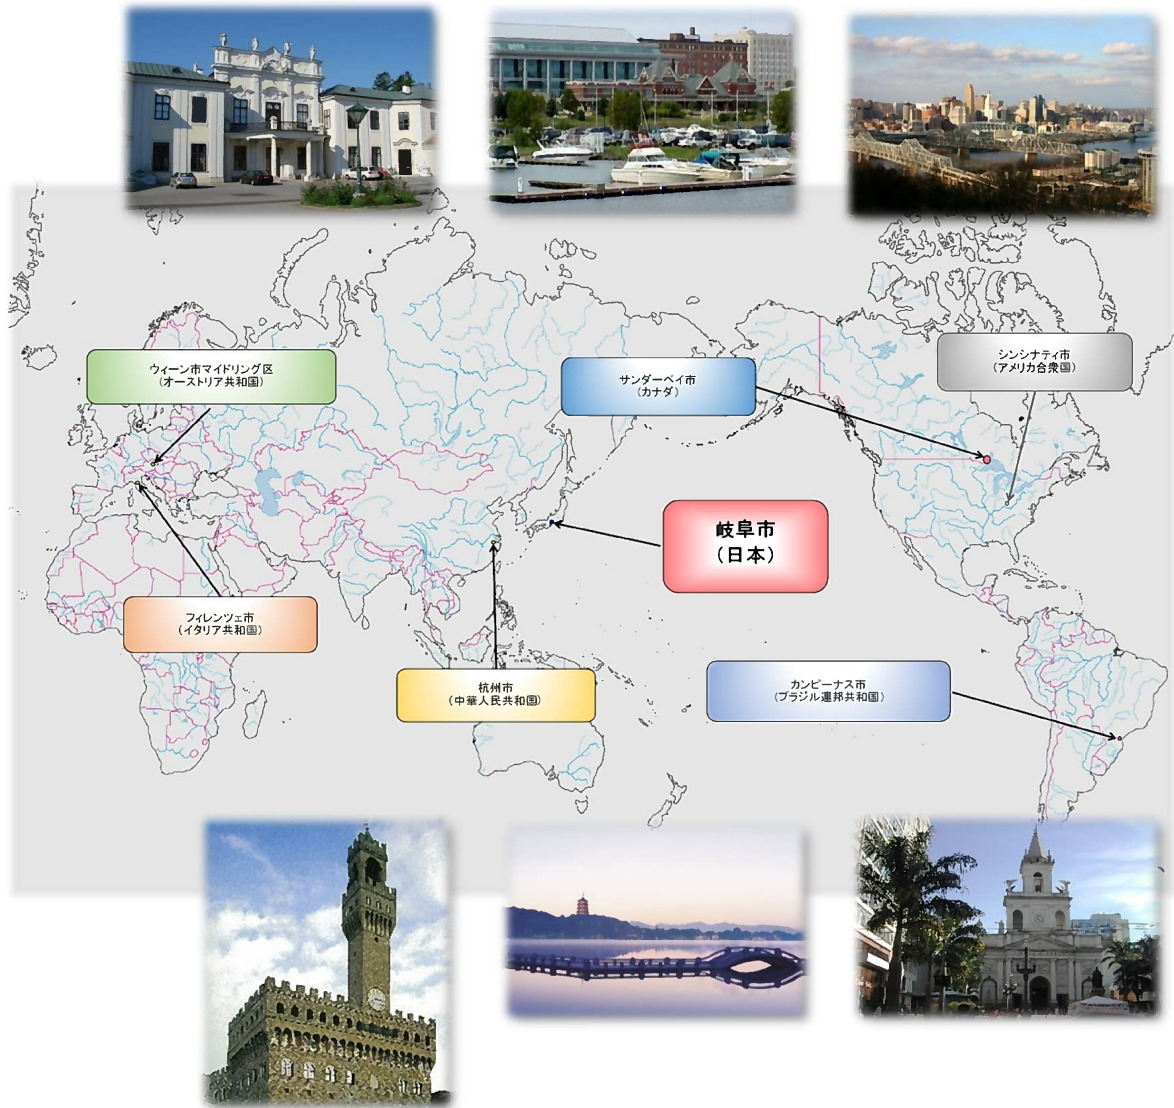 ウィーン市マイドリング区
(オーストリア共和国)
サンダーベイ市
(カナダ)
シンシナティ市
(アメリカ合衆国)
岐阜市
(日本)
フィレンツェ市
(イタリア共和国)
杭州市
(中華人民共和国)
カンピーナス市
(ブラジル連邦共和国)